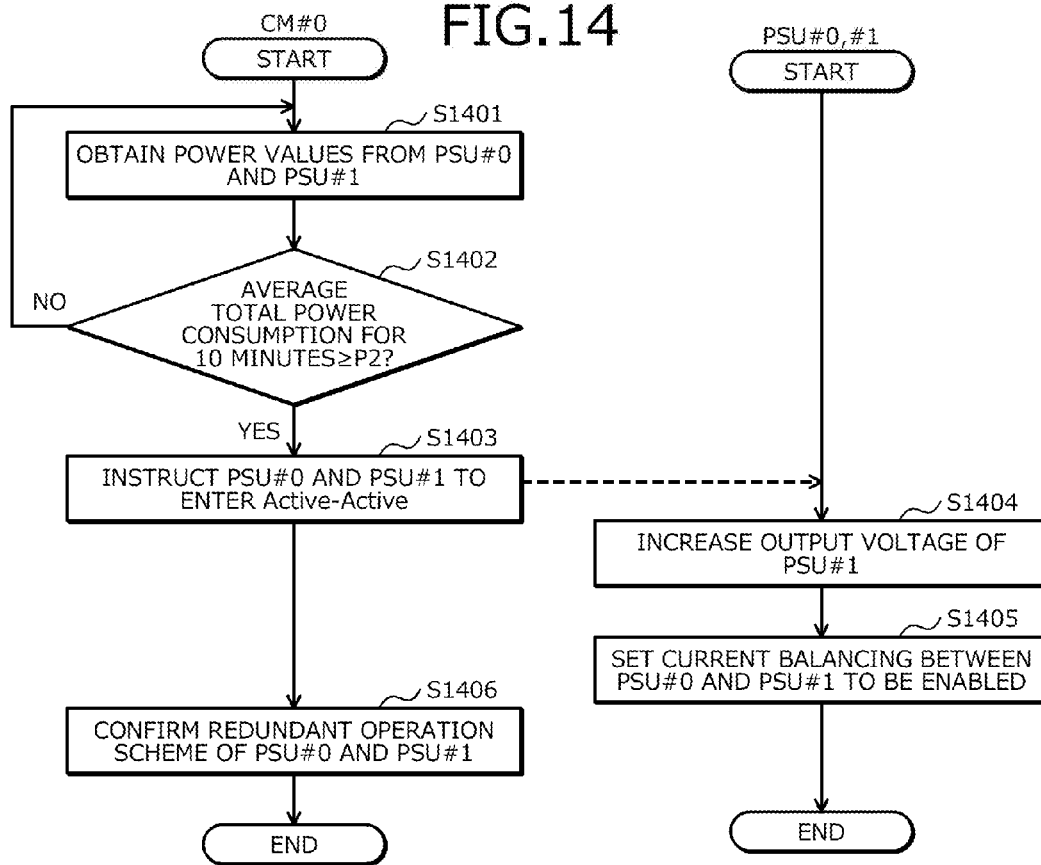 FIG.14
CM#0
START
S1401
OBTAIN POWER VALUES FROM PSU#0
AND PSU#1
S1402
AVERAGE
TOTAL POWER
CONSUMPTION FOR
10 MINUTES≥P2?
NO
YES
S1403
INSTRUCT PSU#0 AND PSU#1 TO
ENTER Active-Active
S1406
CONFIRM REDUNDANT OPERATION
SCHEME OF PSU#0 AND PSU#1
END
PSU#0,#1
START
S1404
INCREASE OUTPUT VOLTAGE OF
PSU#1
S1405
SET CURRENT BALANCING BETWEEN
PSU#0 AND PSU#1 TO BE ENABLED
END